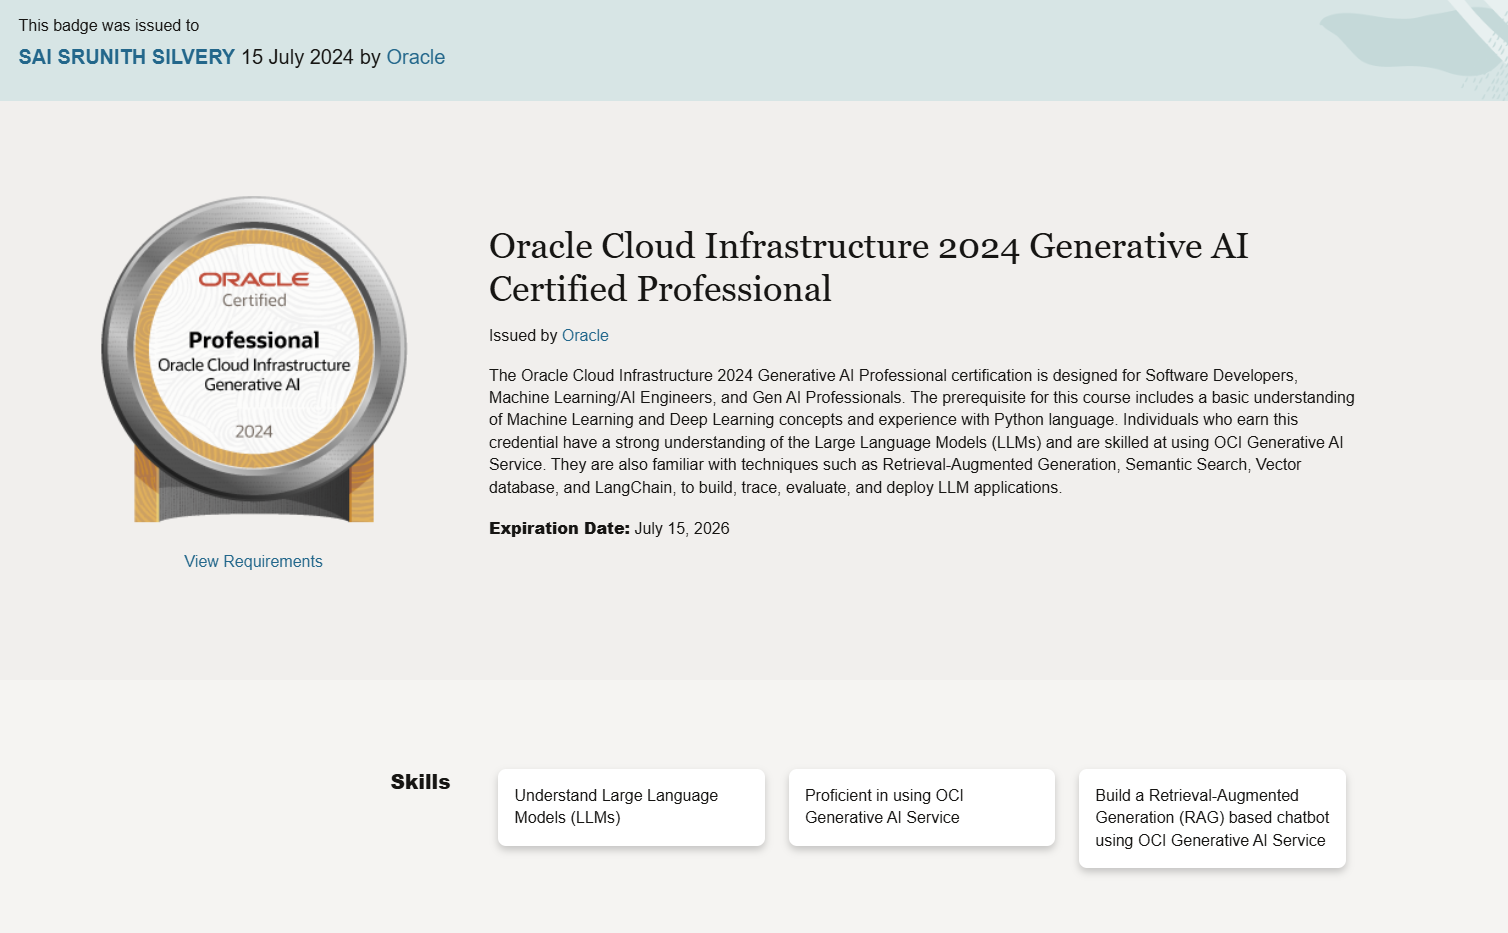 This badge was issued to
SAI SRUNITH SILVERY 15 July 2024 by Oracle
ORACLE
Certified
Professional
Oracle Cloud Infrastructure
Generative AI
2024
View Requirements
Oracle Cloud Infrastructure 2024 Generative AI
Certified Professional
Issued by Oracle
The Oracle Cloud Infrastructure 2024 Generative AI Professional certification is designed for Software Developers,
Machine Learning/AI Engineers, and Gen AI Professionals. The prerequisite for this course includes a basic understanding
of Machine Learning and Deep Learning concepts and experience with Python language. Individuals who earn this
credential have a strong understanding of the Large Language Models (LLMs) and are skilled at using OCI Generative AI
Service. They are also familiar with techniques such as Retrieval-Augmented Generation, Semantic Search, Vector
database, and LangChain, to build, trace, evaluate, and deploy LLM applications.
Expiration Date: July 15, 2026
Skills
Understand Large Language
Models (LLMs)
Proficient in using OCI
Generative AI Service
Build a Retrieval-Augmented
Generation (RAG) based chatbot
using OCI Generative AI Service